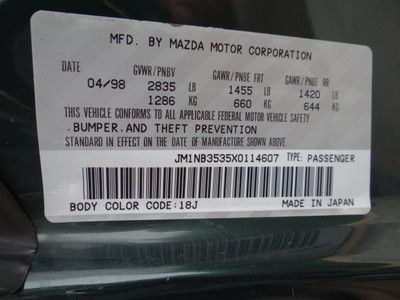 MFD. BY MAZDA MOTOR CORPORATION
DATE GVWR/PNBV GAWR/PNBE FRT GAWR/PNBE RR
04/98 2835 LB 1455 LB 1420 LB
1286 KG 660 KG 644 KG
THIS VEHICLE CONFORMS TO ALL APPLICABLE FEDERAL MOTOR VEHICLE SAFETY
BUMPER AND THEFT PREVENTION
STANDARDS IN EFFECT ON THE DATE OF MANUFACTURE SHOWN ABOVE.
JM1NB3535X0114607 TYPE: PASSENGER
BODY COLOR CODE:18J MADE IN JAPAN